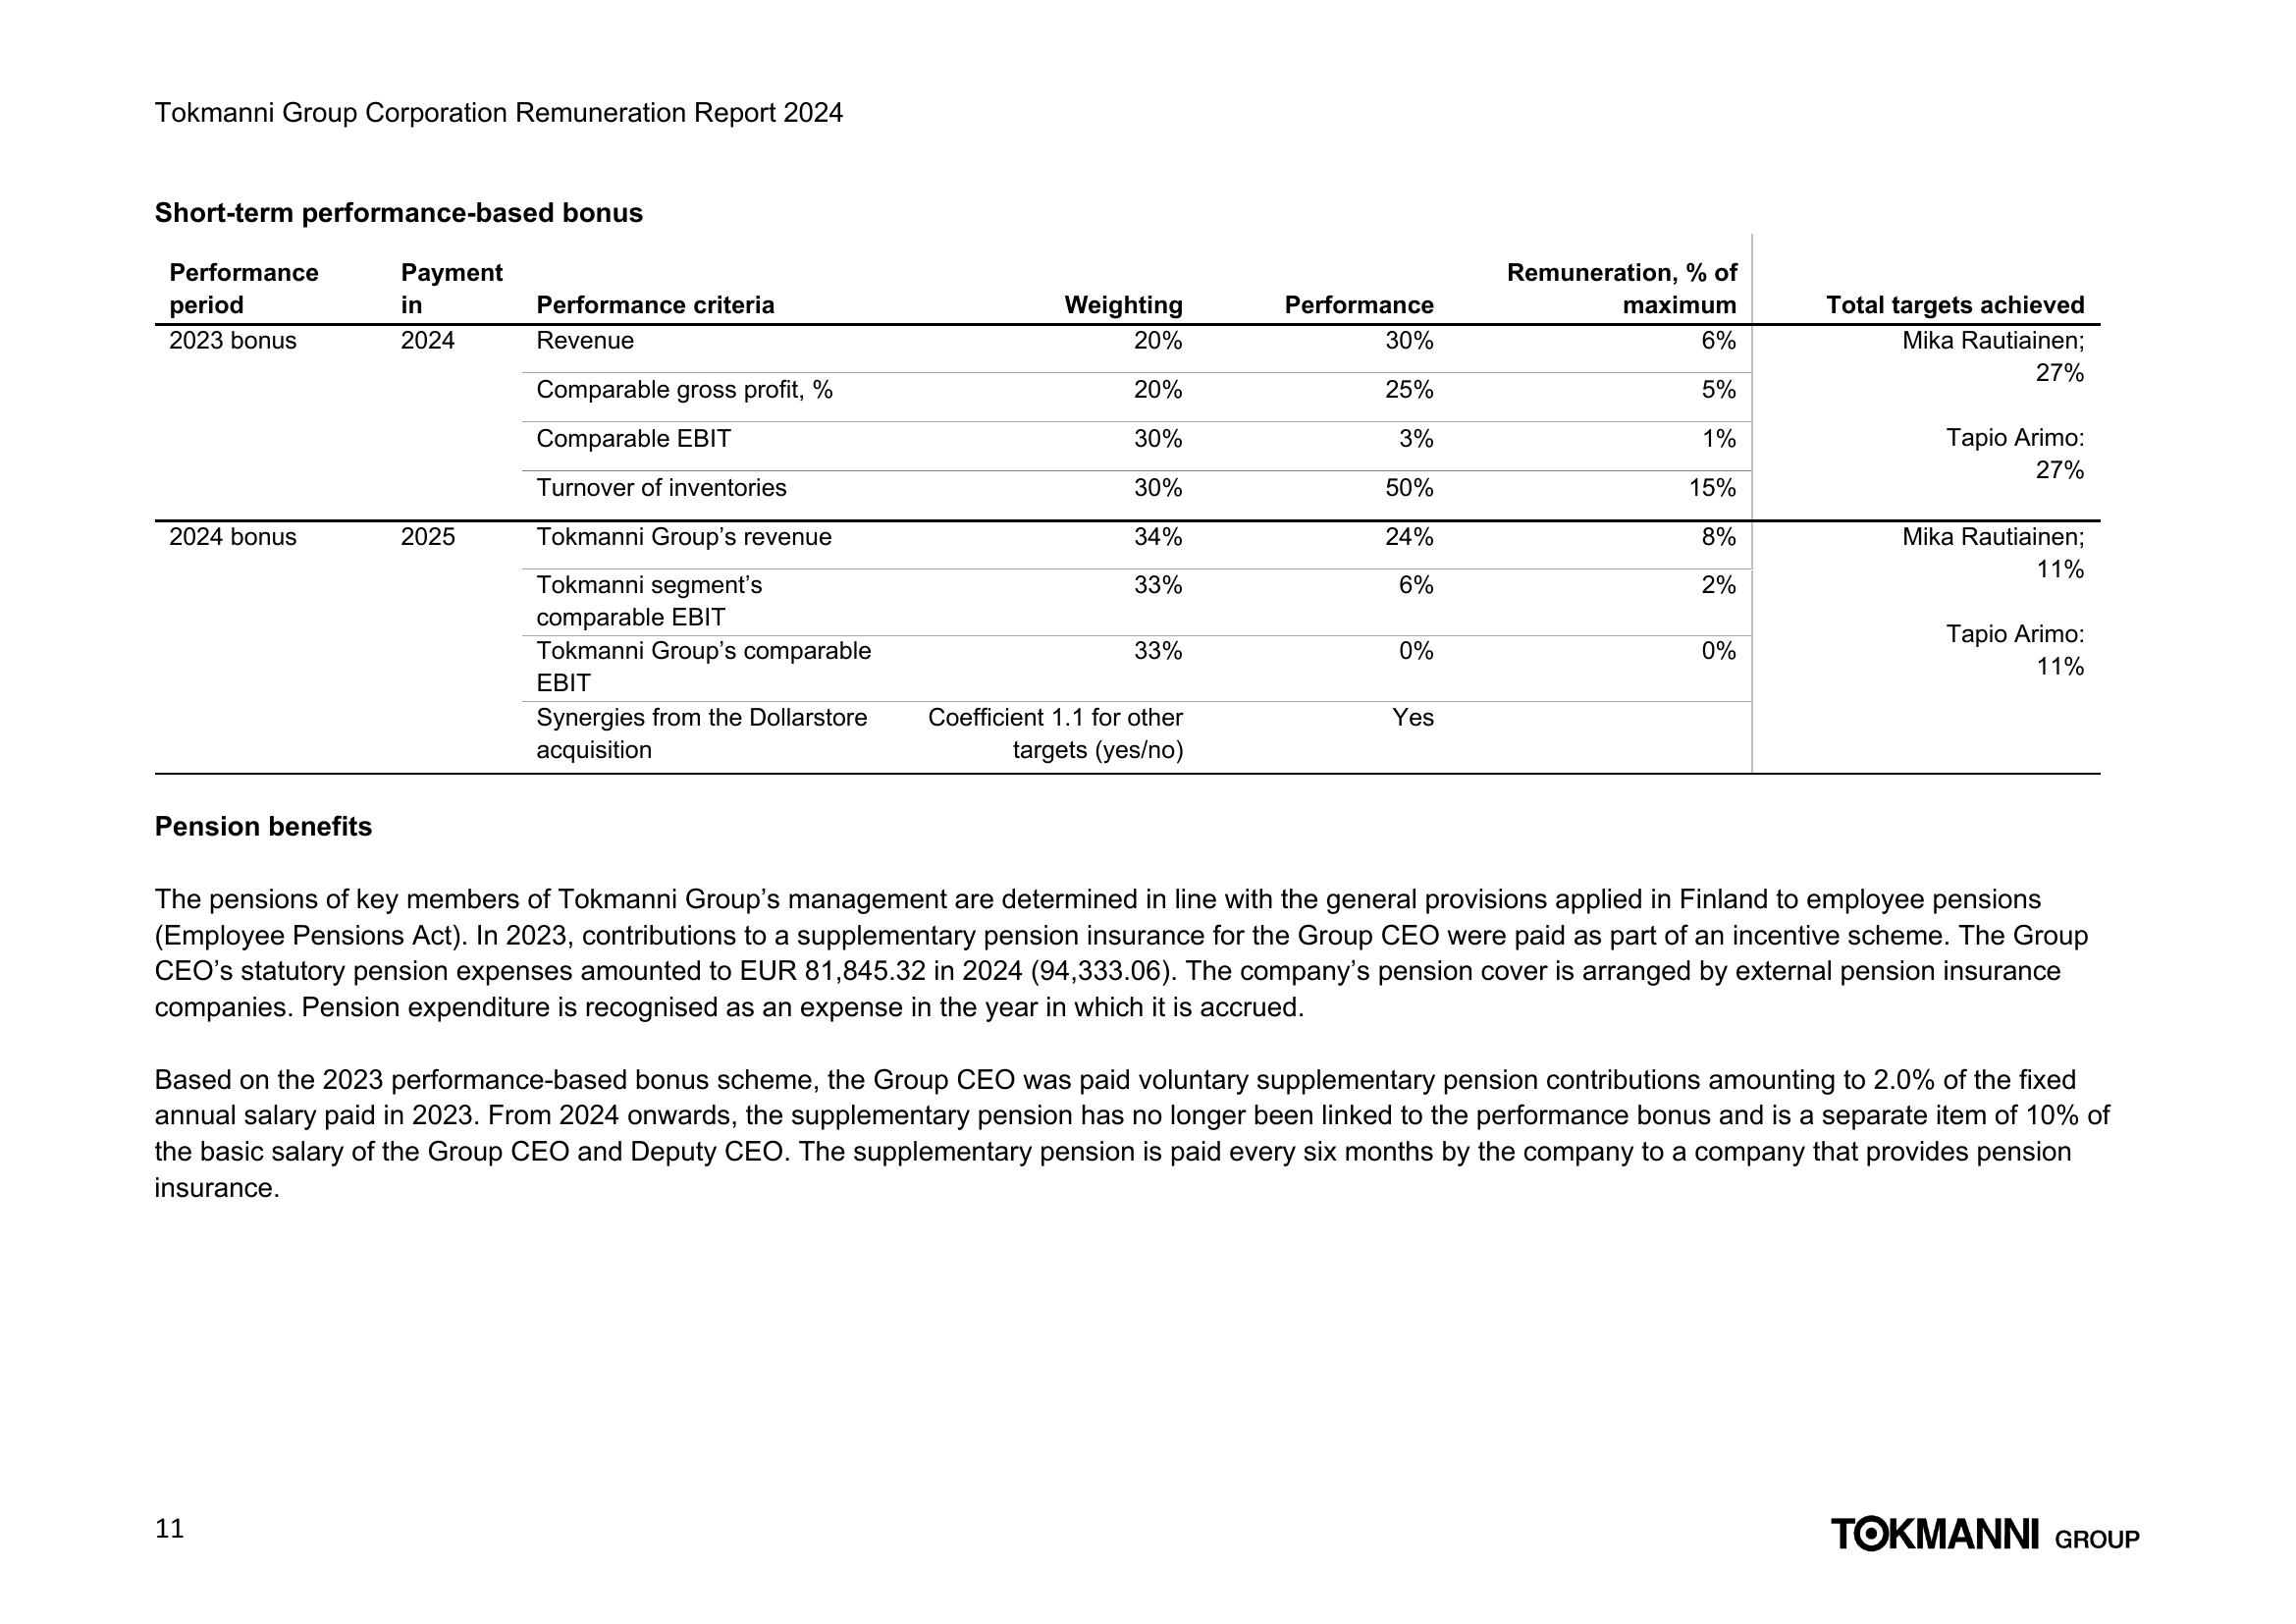 Tokmanni Group Corporation Remuneration Report 2024
Short-term performance-based bonus
Performance period Payment in Performance criteria Weighting Performance Remuneration, % of maximum Total targets achieved
2023 bonus 2024 Revenue 20% 30% 6% Mika Rautiainen;
27%
Comparable gross profit, % 20% 25% 5%
Comparable EBIT 30% 3% 1% Tapio Arimo:
27%
Turnover of inventories 30% 50% 15%
2024 bonus 2025 Tokmanni Group’s revenue 34% 24% 8% Mika Rautiainen;
11%
Tokmanni segment’s 33% 6% 2%
comparable EBIT
Tapio Arimo:
Tokmanni Group’s comparable 33% 0% 0%
11%
EBIT
Synergies from the Dollarstore Coefficient 1.1 for other Yes
acquisition targets (yes/no)
Pension benefits
The pensions of key members of Tokmanni Group’s management are determined in line with the general provisions applied in Finland to employee pensions
(Employee Pensions Act). In 2023, contributions to a supplementary pension insurance for the Group CEO were paid as part of an incentive scheme. The Group
CEO’s statutory pension expenses amounted to EUR 81,845.32 in 2024 (94,333.06). The company’s pension cover is arranged by external pension insurance
companies. Pension expenditure is recognised as an expense in the year in which it is accrued.
Based on the 2023 performance-based bonus scheme, the Group CEO was paid voluntary supplementary pension contributions amounting to 2.0% of the fixed
annual salary paid in 2023. From 2024 onwards, the supplementary pension has no longer been linked to the performance bonus and is a separate item of 10% of
the basic salary of the Group CEO and Deputy CEO. The supplementary pension is paid every six months by the company to a company that provides pension
insurance.
11
TOKMANNI GROUP